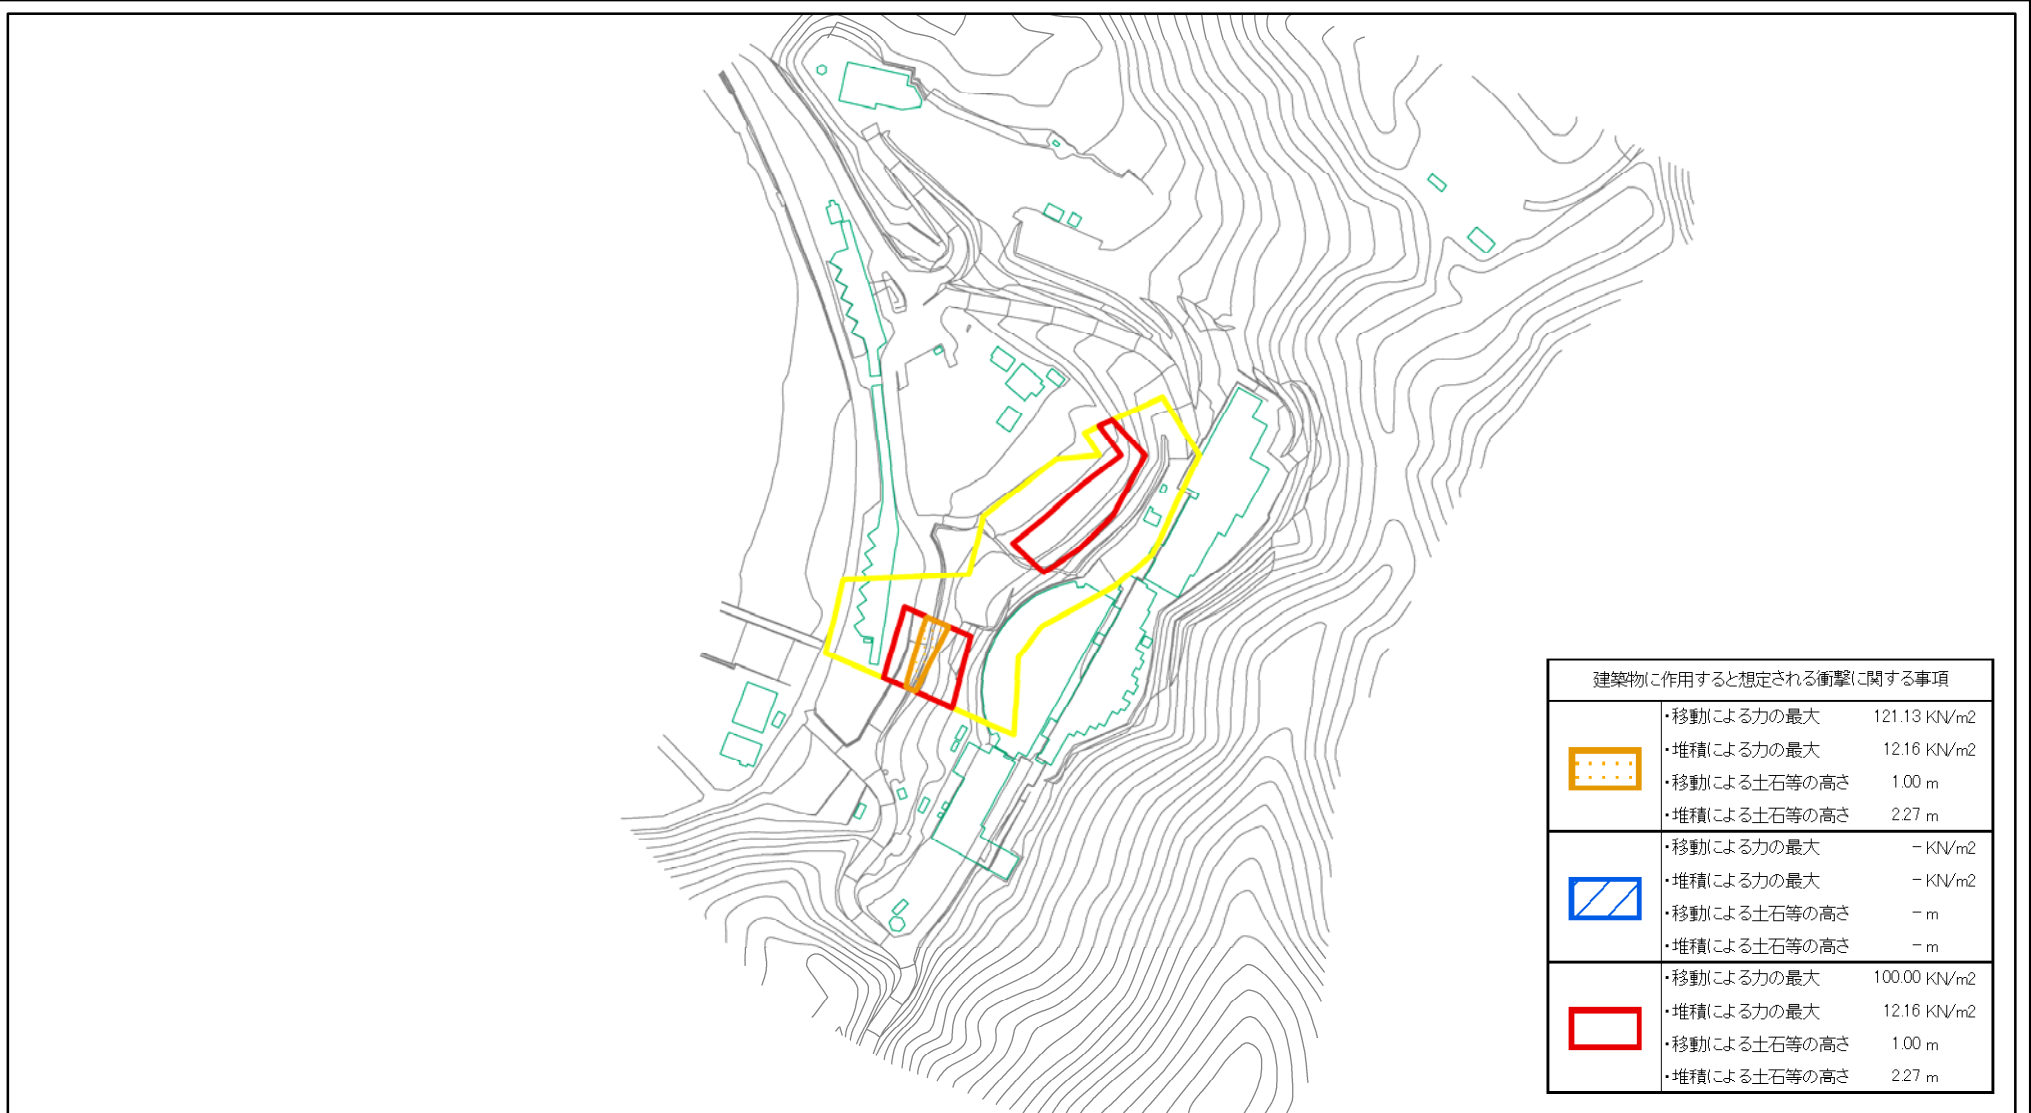 建築物に作用すると想定される衝撃に関する事項
・移動による力の最大 121.13 KN/m2
・堆積による力の最大 12.16 KN/m2
・移動による土石等の高さ 1.00 m
・堆積による土石等の高さ 2.27 m
・移動による力の最大 - KN/m2
・堆積による力の最大 - KN/m2
・移動による土石等の高さ - m
・堆積による土石等の高さ - m
・移動による力の最大 100.00 KN/m2
・堆積による力の最大 12.16 KN/m2
・移動による土石等の高さ 1.00 m
・堆積による土石等の高さ 2.27 m